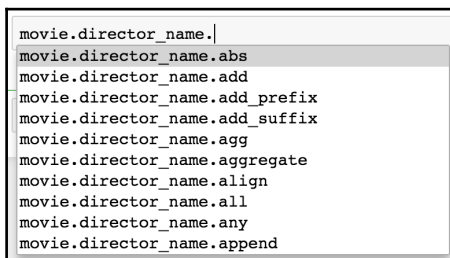 movie.director_name.
movie.director_name.abs
movie.director_name.add
movie.director_name.add_prefix
movie.director_name.add_suffix
movie.director_name.agg
movie.director_name.aggregate
movie.director_name.align
movie.director_name.all
movie.director_name.any
movie.director_name.append